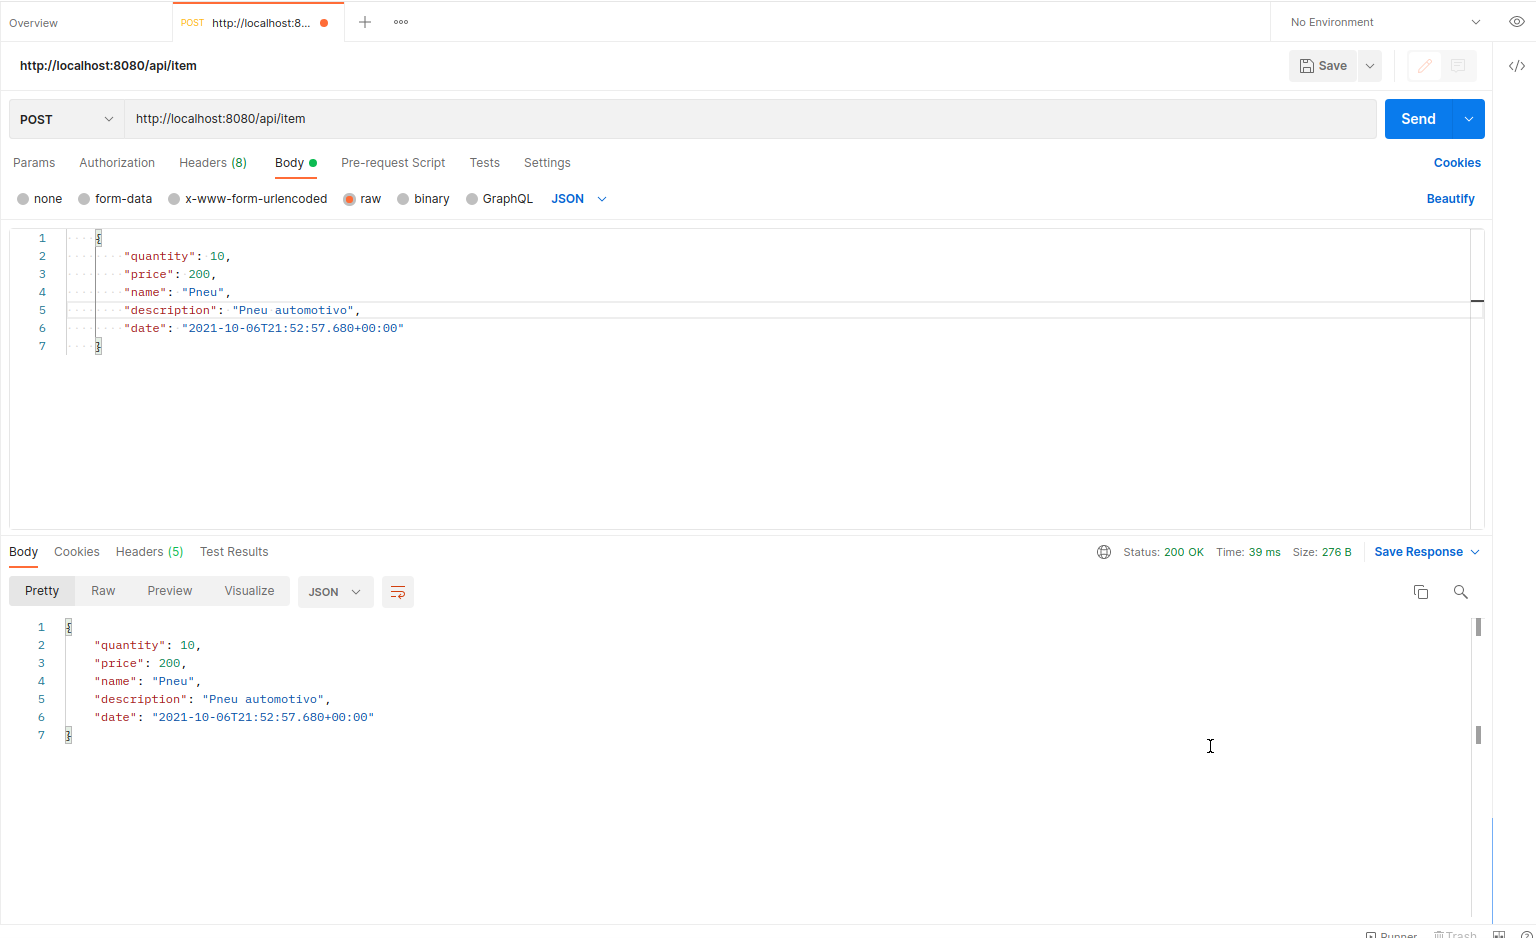 Overview
POST http://localhost:8...
No Environment
http://localhost:8080/api/item
Save
POST
http://localhost:8080/api/item
Send
Params Authorization Headers (8) Body Pre-request Script Tests Settings Cookies
none form-data x-www-form-urlencoded raw binary GraphQL JSON Beautify
1 {
2 "quantity": 10,
3 "price": 200,
4 "name": "Pneu",
5 "description": "Pneu automotivo",
6 "date": "2021-10-06T21:52:57.680+00:00"
7 }
Body Cookies Headers (5) Test Results Status: 200 OK Time: 39 ms Size: 276 B Save Response
Pretty Raw Preview Visualize JSON
1 {
2 "quantity": 10,
3 "price": 200,
4 "name": "Pneu",
5 "description": "Pneu automotivo",
6 "date": "2021-10-06T21:52:57.680+00:00"
7 }
Runner Trash